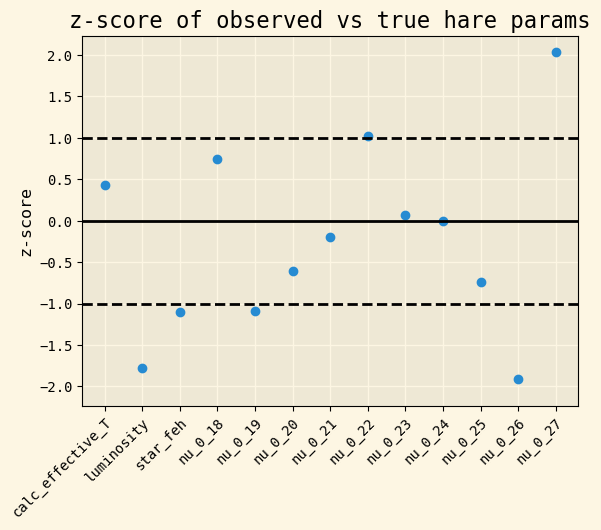 z-score of observed vs true hare params
z-score
2.0
1.5
1.0
0.5
0.0
−0.5
−1.0
−1.5
−2.0
calc_effective_T
luminosity
star_feh
nu_0_18
nu_0_19
nu_0_20
nu_0_21
nu_0_22
nu_0_23
nu_0_24
nu_0_25
nu_0_26
nu_0_27